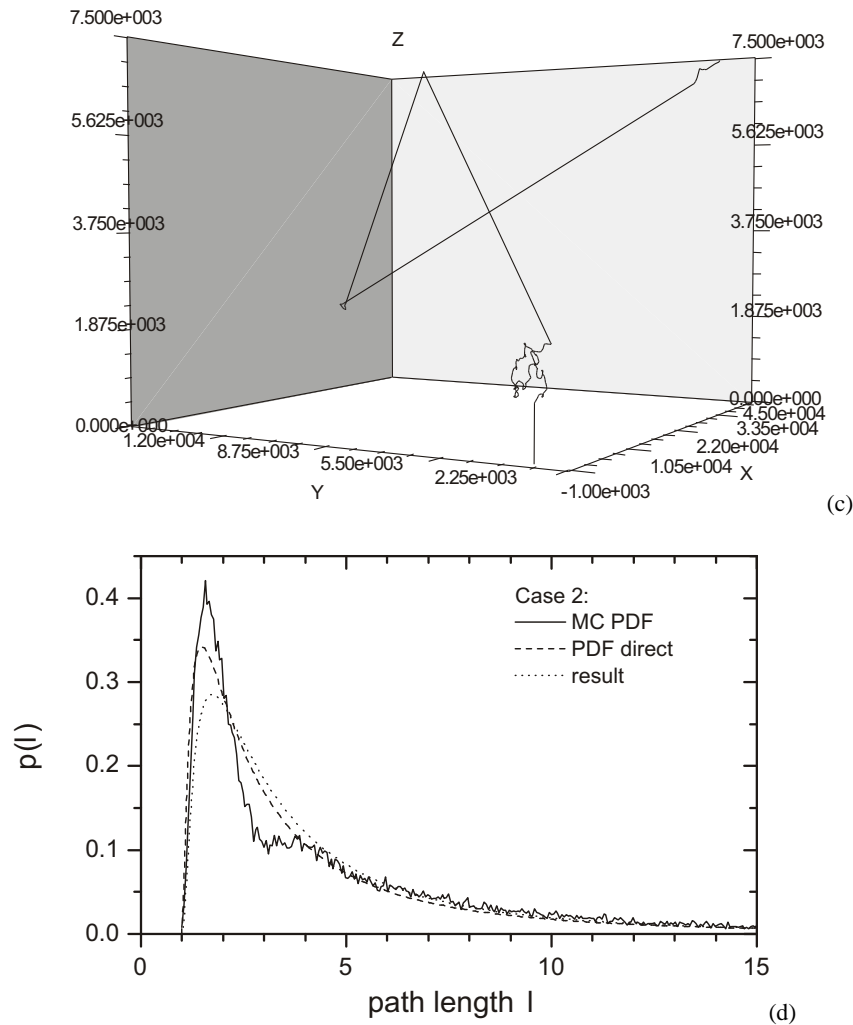 7.500e+003
Z
7.500e+003
5.625e+003
5.625e+003
3.750e+003
3.750e+003
1.875e+003
1.875e+003
0.000e+000
0.000e+000
4.50e+004
3.35e+004
2.20e+004
1.05e+004
X
1.20e+004
8.75e+003
5.50e+003
2.25e+003
-1.00e+003
Y
(c)
Case 2:
MC PDF
PDF direct
result
p(l)
0.4
0.3
0.2
0.1
0.0
0 5 10 15
path length l
(d)